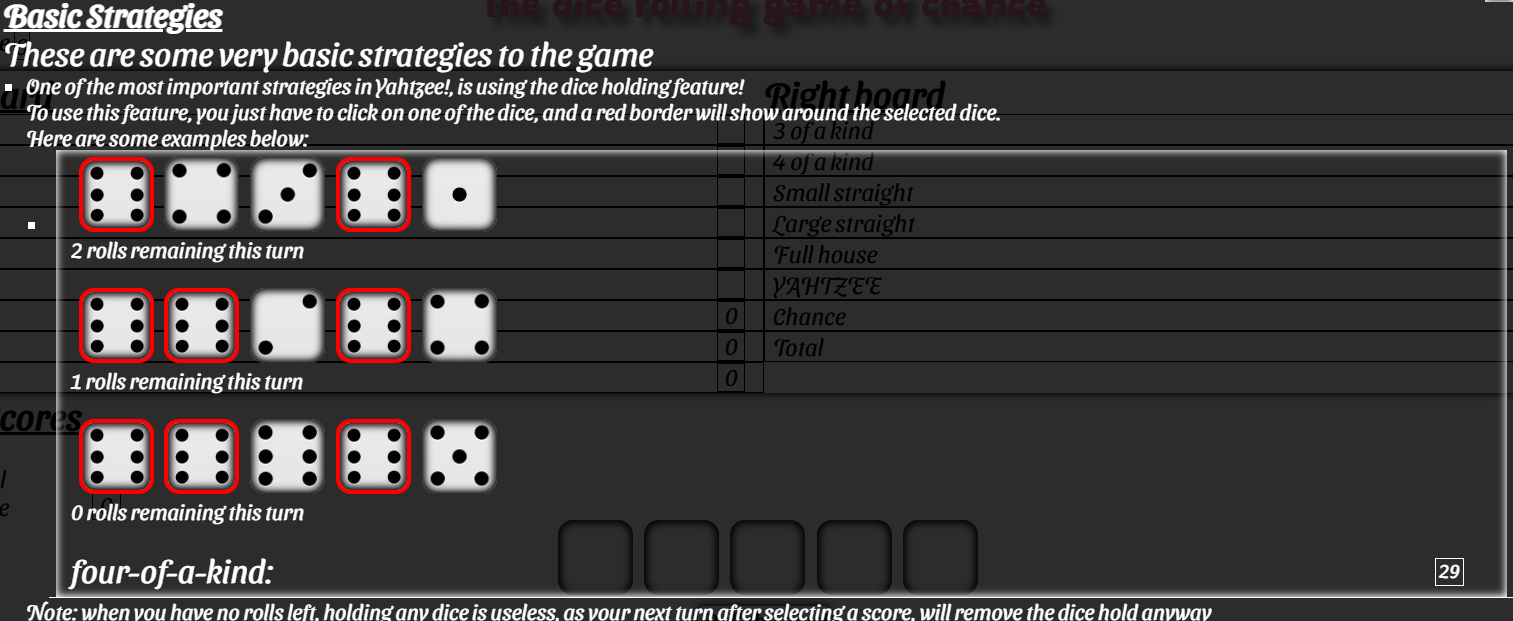 The dice rolling game of chance
Basic Strategies
These are some very basic strategies to the game
One of the most important strategies in Yahtzee!, is using the dice holding feature!
Right board
To use this feature, you just have to click on one of the dice, and a red border will show around the selected dice.
Here are some examples below:
3 of a kind
4 of a kind
Small straight
Large straight
2 rolls remaining this turn
Full house
YAHTZEE
0 Chance
0 Total
1 rolls remaining this turn
0
cores
0 rolls remaining this turn
four-of-a-kind:
29
Note: when you have no rolls left, holding any dice is useless, as your next turn after selecting a score, will remove the dice hold anyway